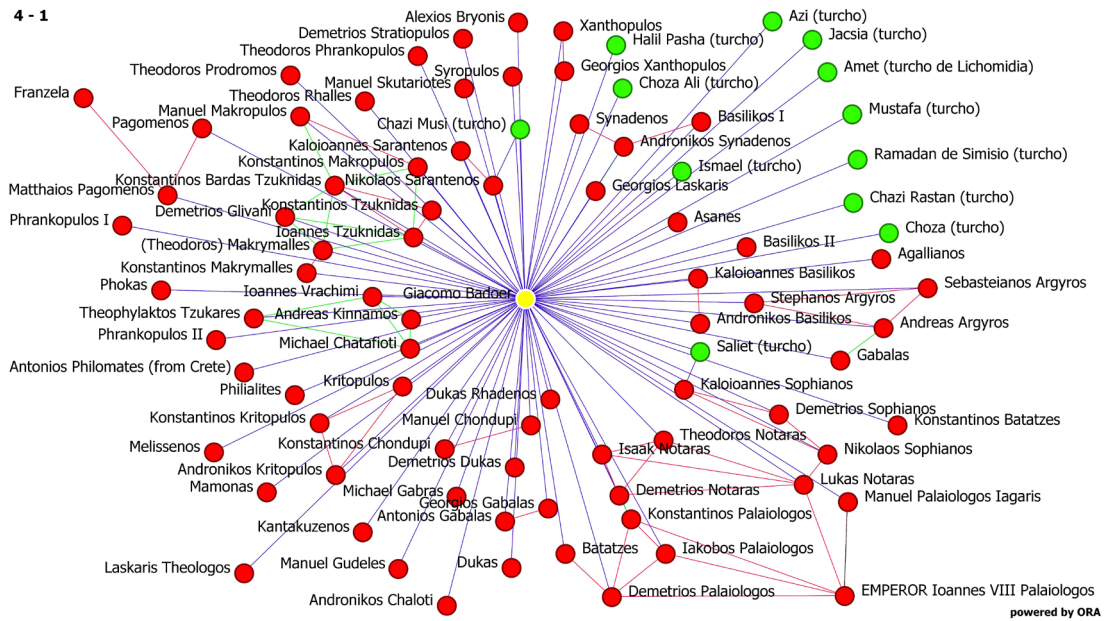 4 - 1
Alexios Bryonis
Azi (turcho)
Xanthopulos
Demetrios Stratiopulos
Jacsia (turcho)
Halil Pasha (turcho)
Theodoros Phrankopulos
Georgios Xanthopulos
Amet (turcho de Lichomidia)
Theodoros Prodromos
Syropulos
Manuel Skutariotes
Choza Ali (turcho)
Franzela
Theodoros Rhalles
Manuel Makropulos
Mustafa (turcho)
Pagomenos
Chazi Musi (turcho)
Synadenos
Basilikos I
Kaloioannes Sarantenos
Andronikos Synadenos
Konstantinos Makropulos
Ramadan de Simisio (turcho)
Ismael (turcho)
Konstantinos Bardas Tzuknidas
Nikolaos Sarantenos
Georgios Laskaris
Matthaios Pagomenos
Chazi Rastan (turcho)
Konstantinos Tzuknidas
Demetrios Glivani
Asanes
Phrankopulos I
Ioannes Tzuknidas
Choza (turcho)
(Theodoros) Makrymalles
Basilikos II
Agallianos
Konstantinos Makrymalles
Kaloioannes Basilikos
Phokas
Ioannes Vrachimi
Giacomo Badoer
Sebasteianos Argyros
Stephanos Argyros
Theophylaktos Tzukares
Andreas Kinnamos
Andronikos Basilikos
Andreas Argyros
Phrankopulos II
Michael Chatafioti
Saliet (turcho)
Gabalas
Antonios Philomates (from Crete)
Philialites
Kritopulos
Dukas Rhadenos
Kaloioannes Sophianos
Konstantinos Kritopulos
Manuel Chondupi
Demetrios Sophianos
Konstantinos Batatzes
Melissenos
Konstantinos Chondupi
Theodoros Notaras
Isaak Notaras
Nikolaos Sophianos
Andronikos Kritopulos
Demetrios Dukas
Mamonas
Michael Gabras
Demetrios Notaras
Lukas Notaras
Manuel Palaiologos Iagaris
Georgios Gabalas
Antonios Gabalas
Konstantinos Palaiologos
Kantakuzenos
Batatzes
Iakobos Palaiologos
Laskaris Theologos
Manuel Gudeles
Dukas
Demetrios Palaiologos
EMPEROR Ioannes VIII Palaiologos
Andronikos Chaloti
powered by ORA